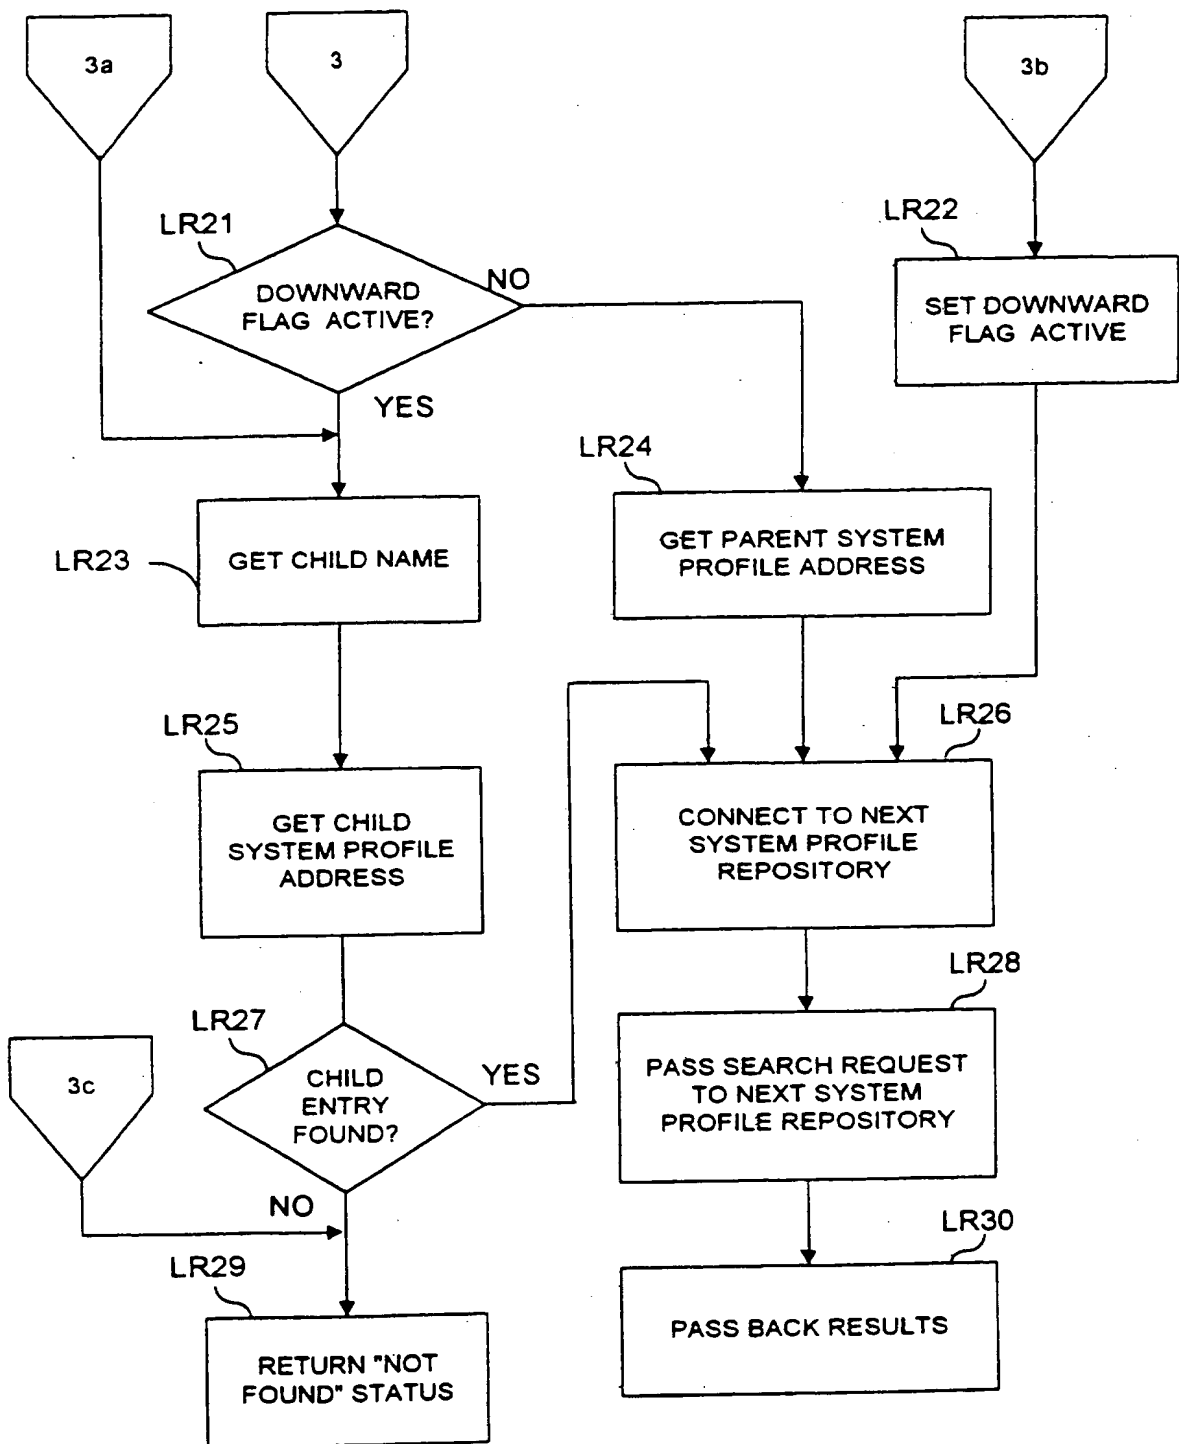 3a
3
3b
LR21
DOWNWARD
FLAG ACTIVE?
NO
YES
LR22
SET DOWNWARD
FLAG ACTIVE
LR23
GET CHILD NAME
LR24
GET PARENT SYSTEM
PROFILE ADDRESS
LR25
GET CHILD
SYSTEM PROFILE
ADDRESS
LR26
CONNECT TO NEXT
SYSTEM PROFILE
REPOSITORY
LR27
CHILD
ENTRY
FOUND?
YES
NO
3c
LR28
PASS SEARCH REQUEST
TO NEXT SYSTEM
PROFILE REPOSITORY
LR29
RETURN "NOT
FOUND" STATUS
LR30
PASS BACK RESULTS